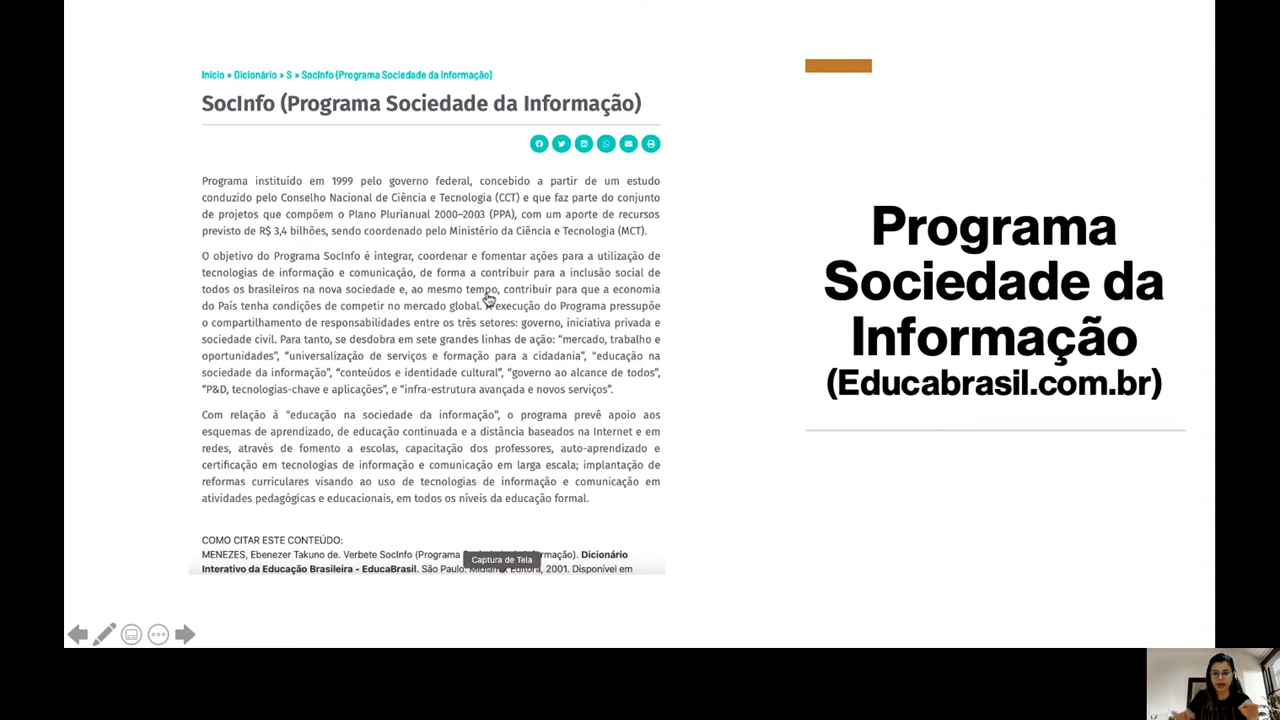 Início » Dicionário » S » SocInfo (Programa Sociedade da Informação)
SocInfo (Programa Sociedade da Informação)
Programa instituído em 1999 pelo governo federal, concebido a partir de um estudo
conduzido pelo Conselho Nacional de Ciência e Tecnologia (CCT) e que faz parte do conjunto
de projetos que compõem o Plano Plurianual 2000–2003 (PPA), com um aporte de recursos
previsto de R$ 3,4 bilhões, sendo coordenado pelo Ministério da Ciência e Tecnologia (MCT).
O objetivo do Programa SocInfo é integrar, coordenar e fomentar ações para a utilização de
tecnologias de informação e comunicação, de forma a contribuir para a inclusão social de
todos os brasileiros na nova sociedade e, ao mesmo tempo, contribuir para que a economia
do País tenha condições de competir no mercado global. A execução do Programa pressupõe
o compartilhamento de responsabilidades entre os três setores: governo, iniciativa privada e
sociedade civil. Para tanto, se desdobra em sete grandes linhas de ação: “mercado, trabalho e
oportunidades”, “universalização de serviços e formação para a cidadania”, “educação na
sociedade da informação”, “conteúdos e identidade cultural”, “governo ao alcance de todos”,
“P&D, tecnologias-chave e aplicações”, e “infra-estrutura avançada e novos serviços”.
Com relação à “educação na sociedade da informação”, o programa prevê apoio aos
esquemas de aprendizado, de educação continuada e a distância baseados na Internet e em
redes, através de fomento a escolas, capacitação dos professores, auto-aprendizado e
certificação em tecnologias de informação e comunicação em larga escala; implantação de
reformas curriculares visando ao uso de tecnologias de informação e comunicação em
atividades pedagógicas e educacionais, em todos os níveis da educação formal.
COMO CITAR ESTE CONTEÚDO:
MENEZES, Ebenezer Takuno de. Verbete SocInfo (Programa Dicionário
Captura de Tela
Interativo da Educação Brasileira - EducaBrasil. São Paulo: Editora, 2001. Disponível em
Programa
Sociedade da
Informação
(Educabrasil.com.br)